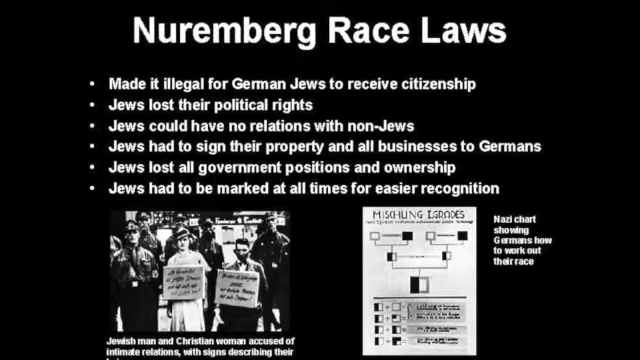 Nuremberg Race Laws
• Made it illegal for German Jews to receive citizenship
• Jews lost their political rights
• Jews could have no relations with non-Jews
• Jews had to sign their property and all businesses to Germans
• Jews lost all government positions and ownership
• Jews had to be marked at all times for easier recognition
MISCHLINGSGRADES
Nazi chart
showing
Germans how
to work out
their race
Jewish man and Christian woman accused of
intimate relations, with signs describing their